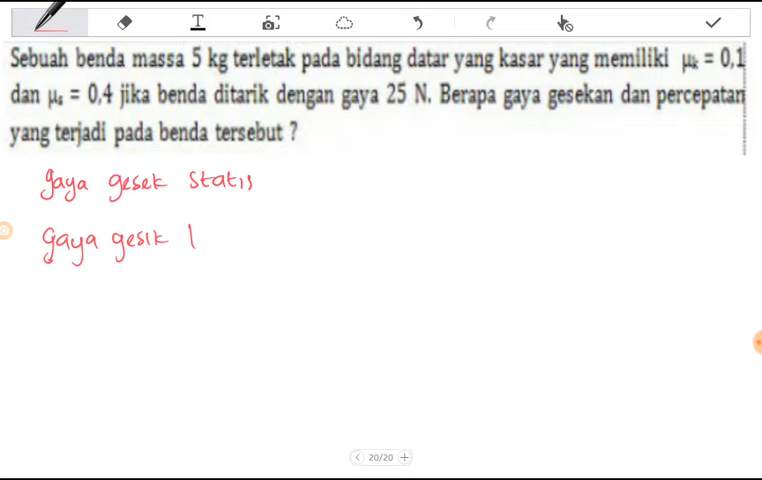 T
Sebuah benda massa 5 kg terletak pada bidang datar yang kasar yang memiliki μk = 0,1
dan μs = 0,4 jika benda ditarik dengan gaya 25 N. Berapa gaya gesekan dan percepatan
yang terjadi pada benda tersebut ?
gaya gesek statis
gaya gesik l
20/20